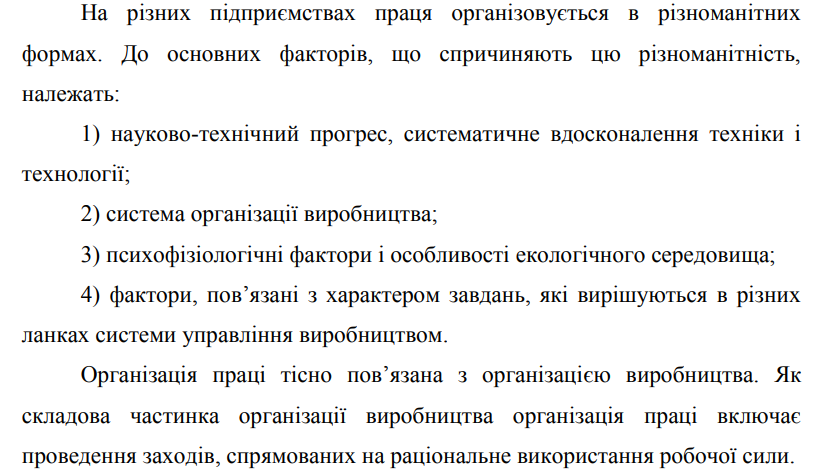 На різних підприємствах праця організовується в різноманітних
формах. До основних факторів, що спричиняють цю різноманітність,
належать:
1) науково-технічний прогрес, систематичне вдосконалення техніки і
технології;
2) система організації виробництва;
3) психофізіологічні фактори і особливості екологічного середовища;
4) фактори, пов’язані з характером завдань, які вирішуються в різних
ланках системи управління виробництвом.
Організація праці тісно пов’язана з організацією виробництва. Як
складова частинка організації виробництва організація праці включає
проведення заходів, спрямованих на раціональне використання робочої сили.